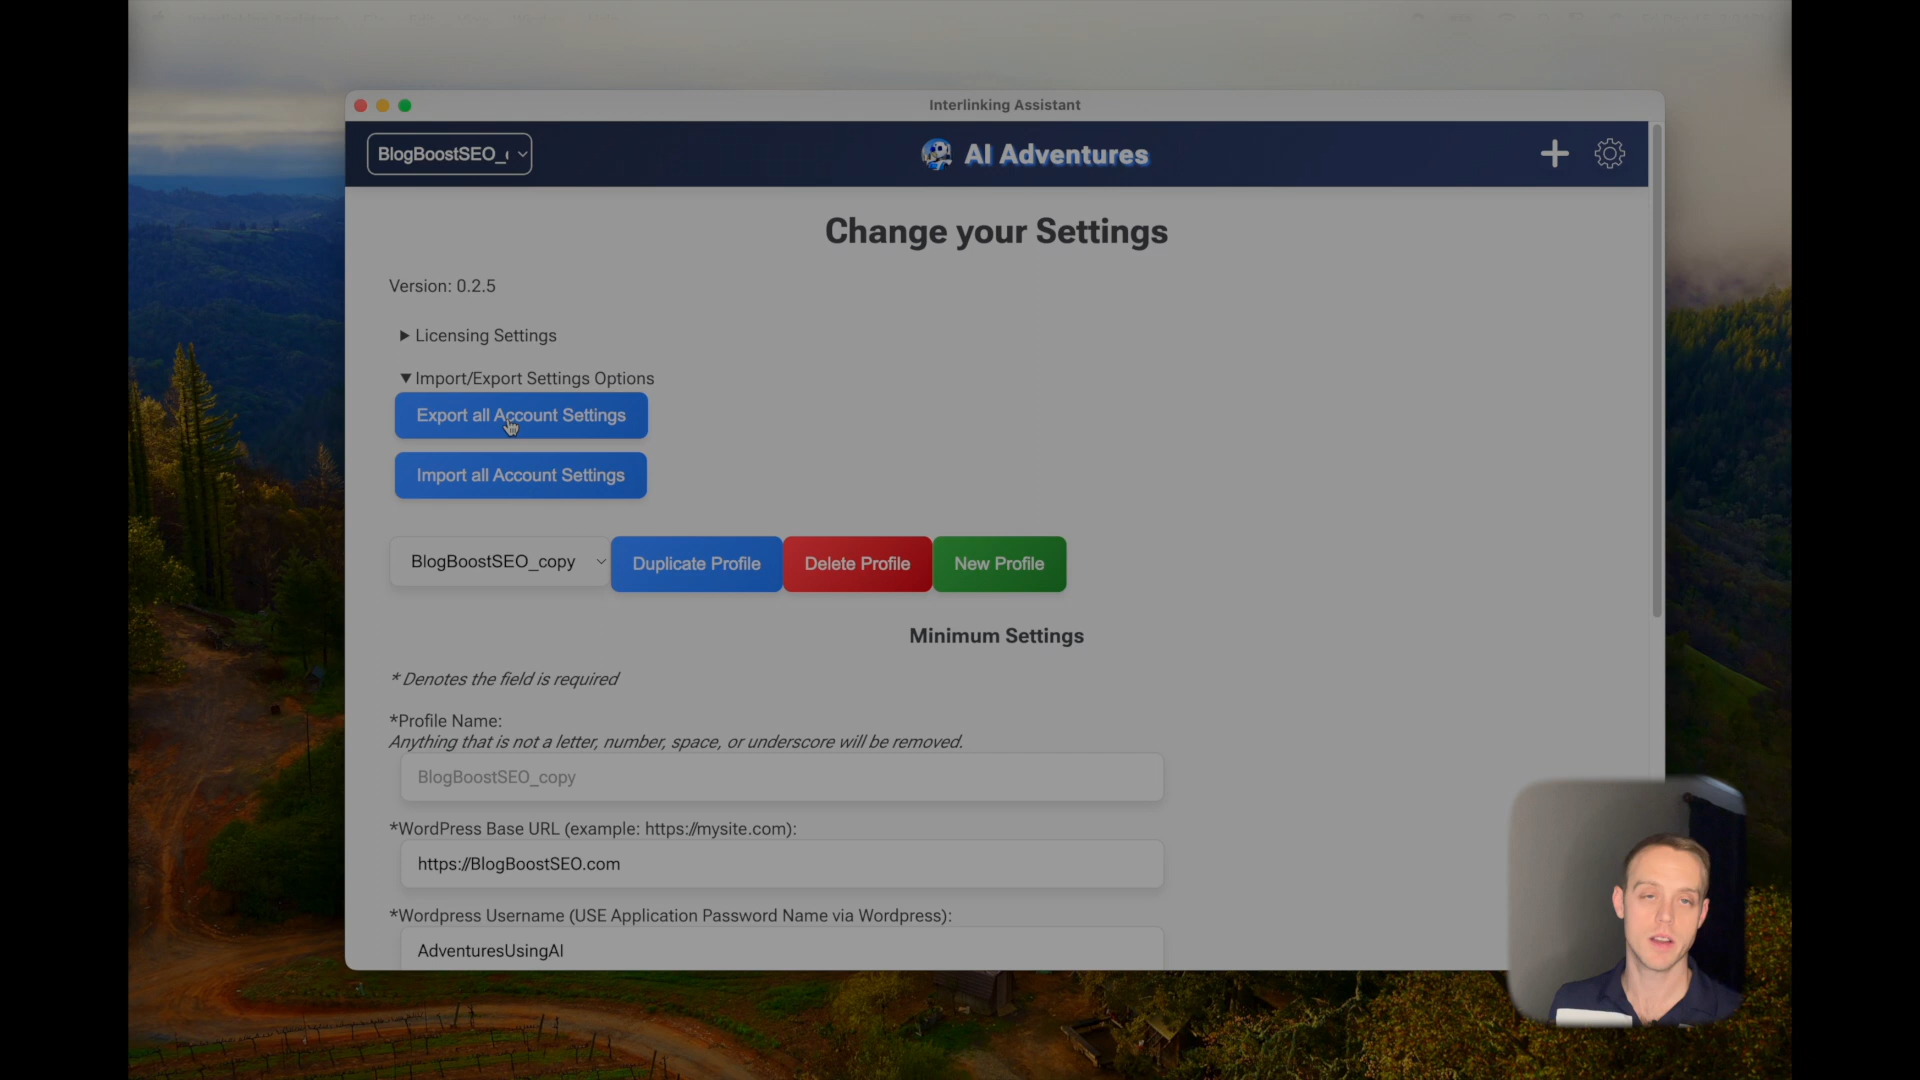 Interlinking Assistant
BlogBoostSEO_
AI Adventures
Change your Settings
Version: 0.2.5
Licensing Settings
Import/Export Settings Options
Export all Account Settings
Import all Account Settings
BlogBoostSEO_copy
Duplicate Profile
Delete Profile
New Profile
Minimum Settings
* Denotes the field is required
*Profile Name:
Anything that is not a letter, number, space, or underscore will be removed.
BlogBoostSEO_copy
*WordPress Base URL (example: https://mysite.com):
https://BlogBoostSEO.com
*Wordpress Username (USE Application Password Name via Wordpress):
AdventuresUsingAI